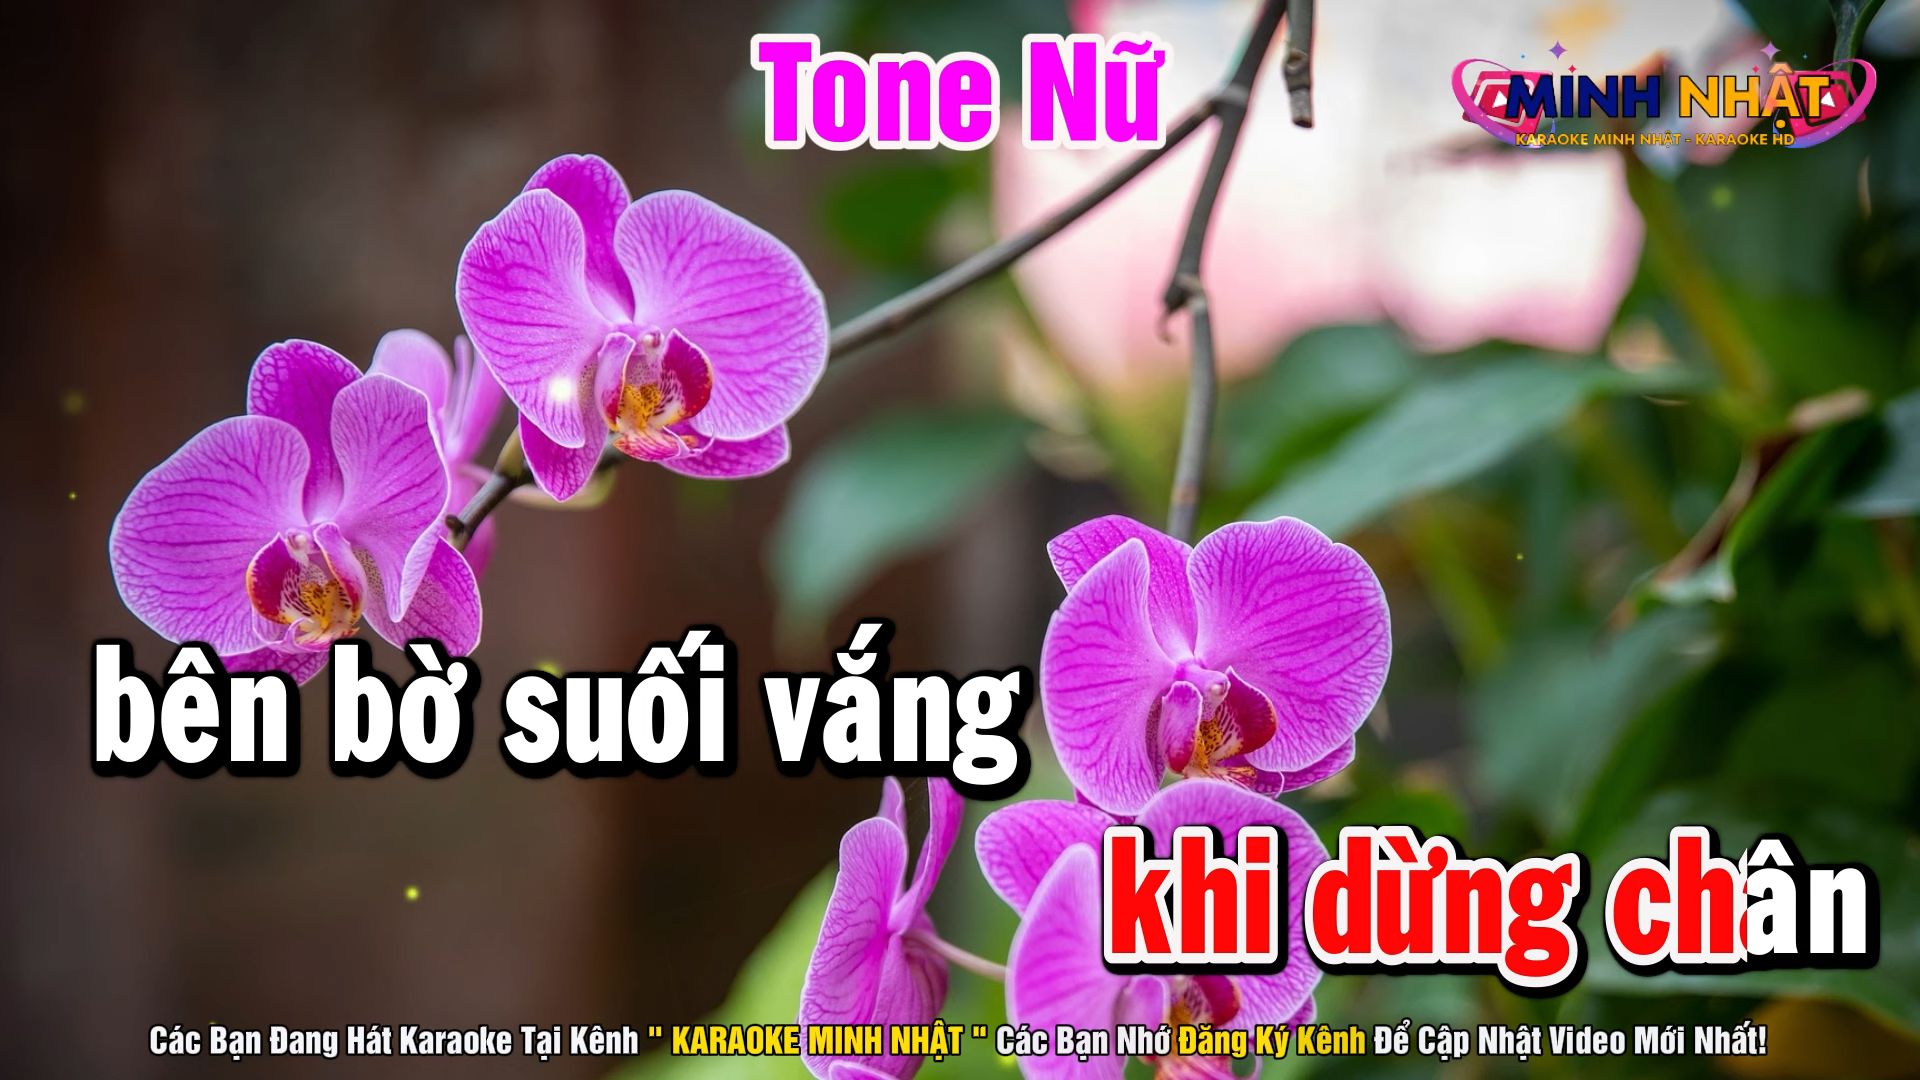 Tone Nữ
MINH NHẬT
KARAOKE MINH NHẬT - KARAOKE HD
bên bờ suối vắng
khi dừng chân
Các Bạn Đang Hát Karaoke Tại Kênh " KARAOKE MINH NHẬT " Các Bạn Nhớ Đăng Ký Kênh Để Cập Nhật Video Mới Nhất!